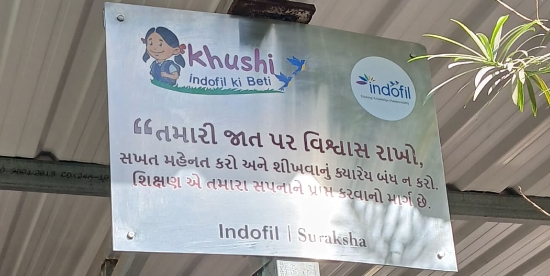 Khushi
indofil ki Beti
indofil
“તમારી જાત પર વિશ્વાસ રાખો,
સખત મહેનત કરો અને શીખવાનું ક્યારેય બંધ ન કરો.
શિક્ષણ એ તમારા સપનાને પ્રાપ્ત કરવાનો માર્ગ છે.
Indofil | Suraksha